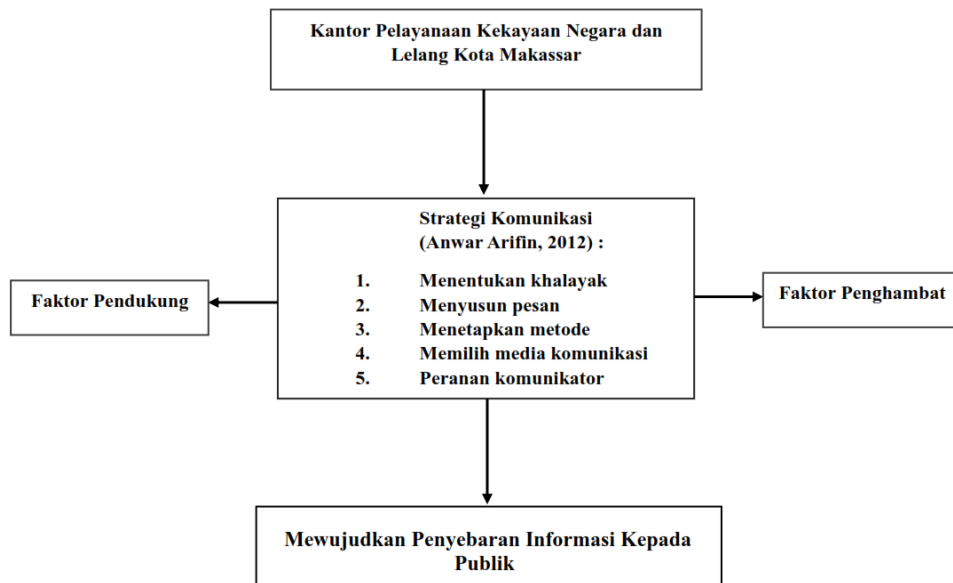 Kantor Pelayanaan Kekayaan Negara dan
Lelang Kota Makassar
Strategi Komunikasi
(Anwar Arifin, 2012) :
1. Menentukan khalayak
2. Menyusun pesan
3. Menetapkan metode
4. Memilih media komunikasi
5. Peranan komunikator
Faktor Pendukung
Faktor Penghambat
Mewujudkan Penyebaran Informasi Kepada
Publik